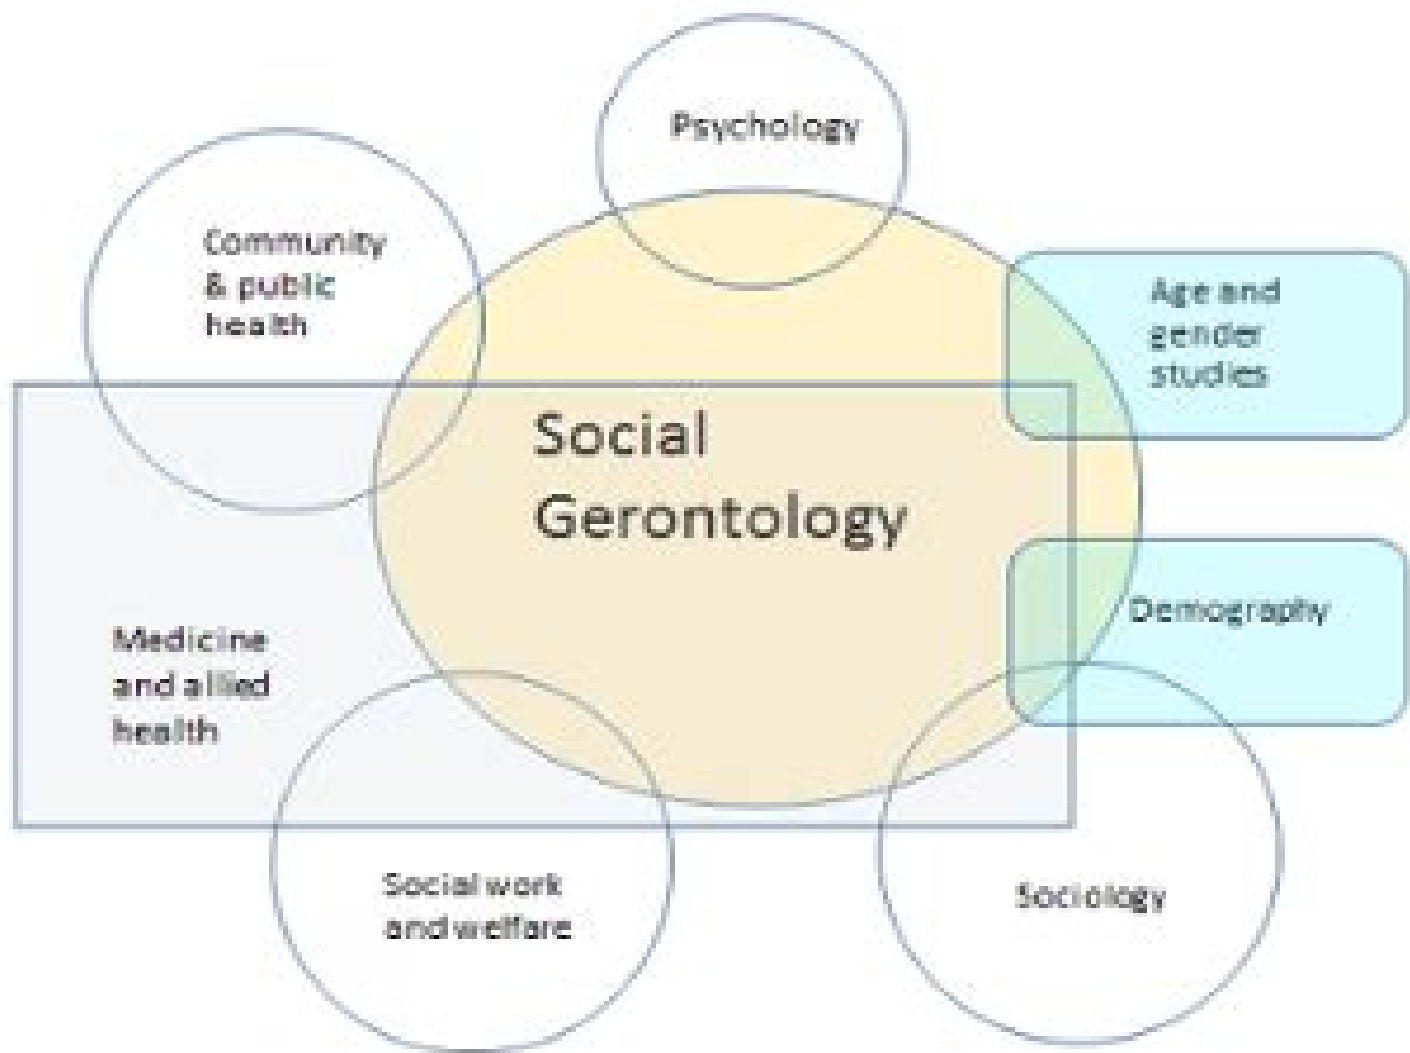 Psychology
Community
& public
health
Age and
gender
studies
Social
Gerontology
Demography
Medicine
and allied
health
Social work
and welfare
Sociology